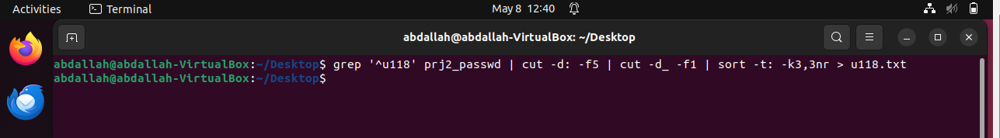 Activities Terminal May 8 12:40
abdallah@abdallah-VirtualBox: ~/Desktop
abdallah@abdallah-VirtualBox:~/Desktop$ grep '^u118' prj2_passwd | cut -d: -f5 | cut -d_ -f1 | sort -t: -k3,3nr > u118.txt
abdallah@abdallah-VirtualBox:~/Desktop$